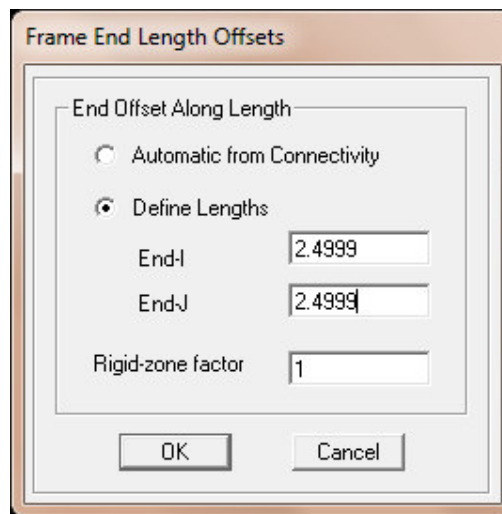 Frame End Length Offsets
End Offset Along Length
Automatic from Connectivity
Define Lengths
End-I 2.4999
End-J 2.4999
Rigid-zone factor 1
OK Cancel